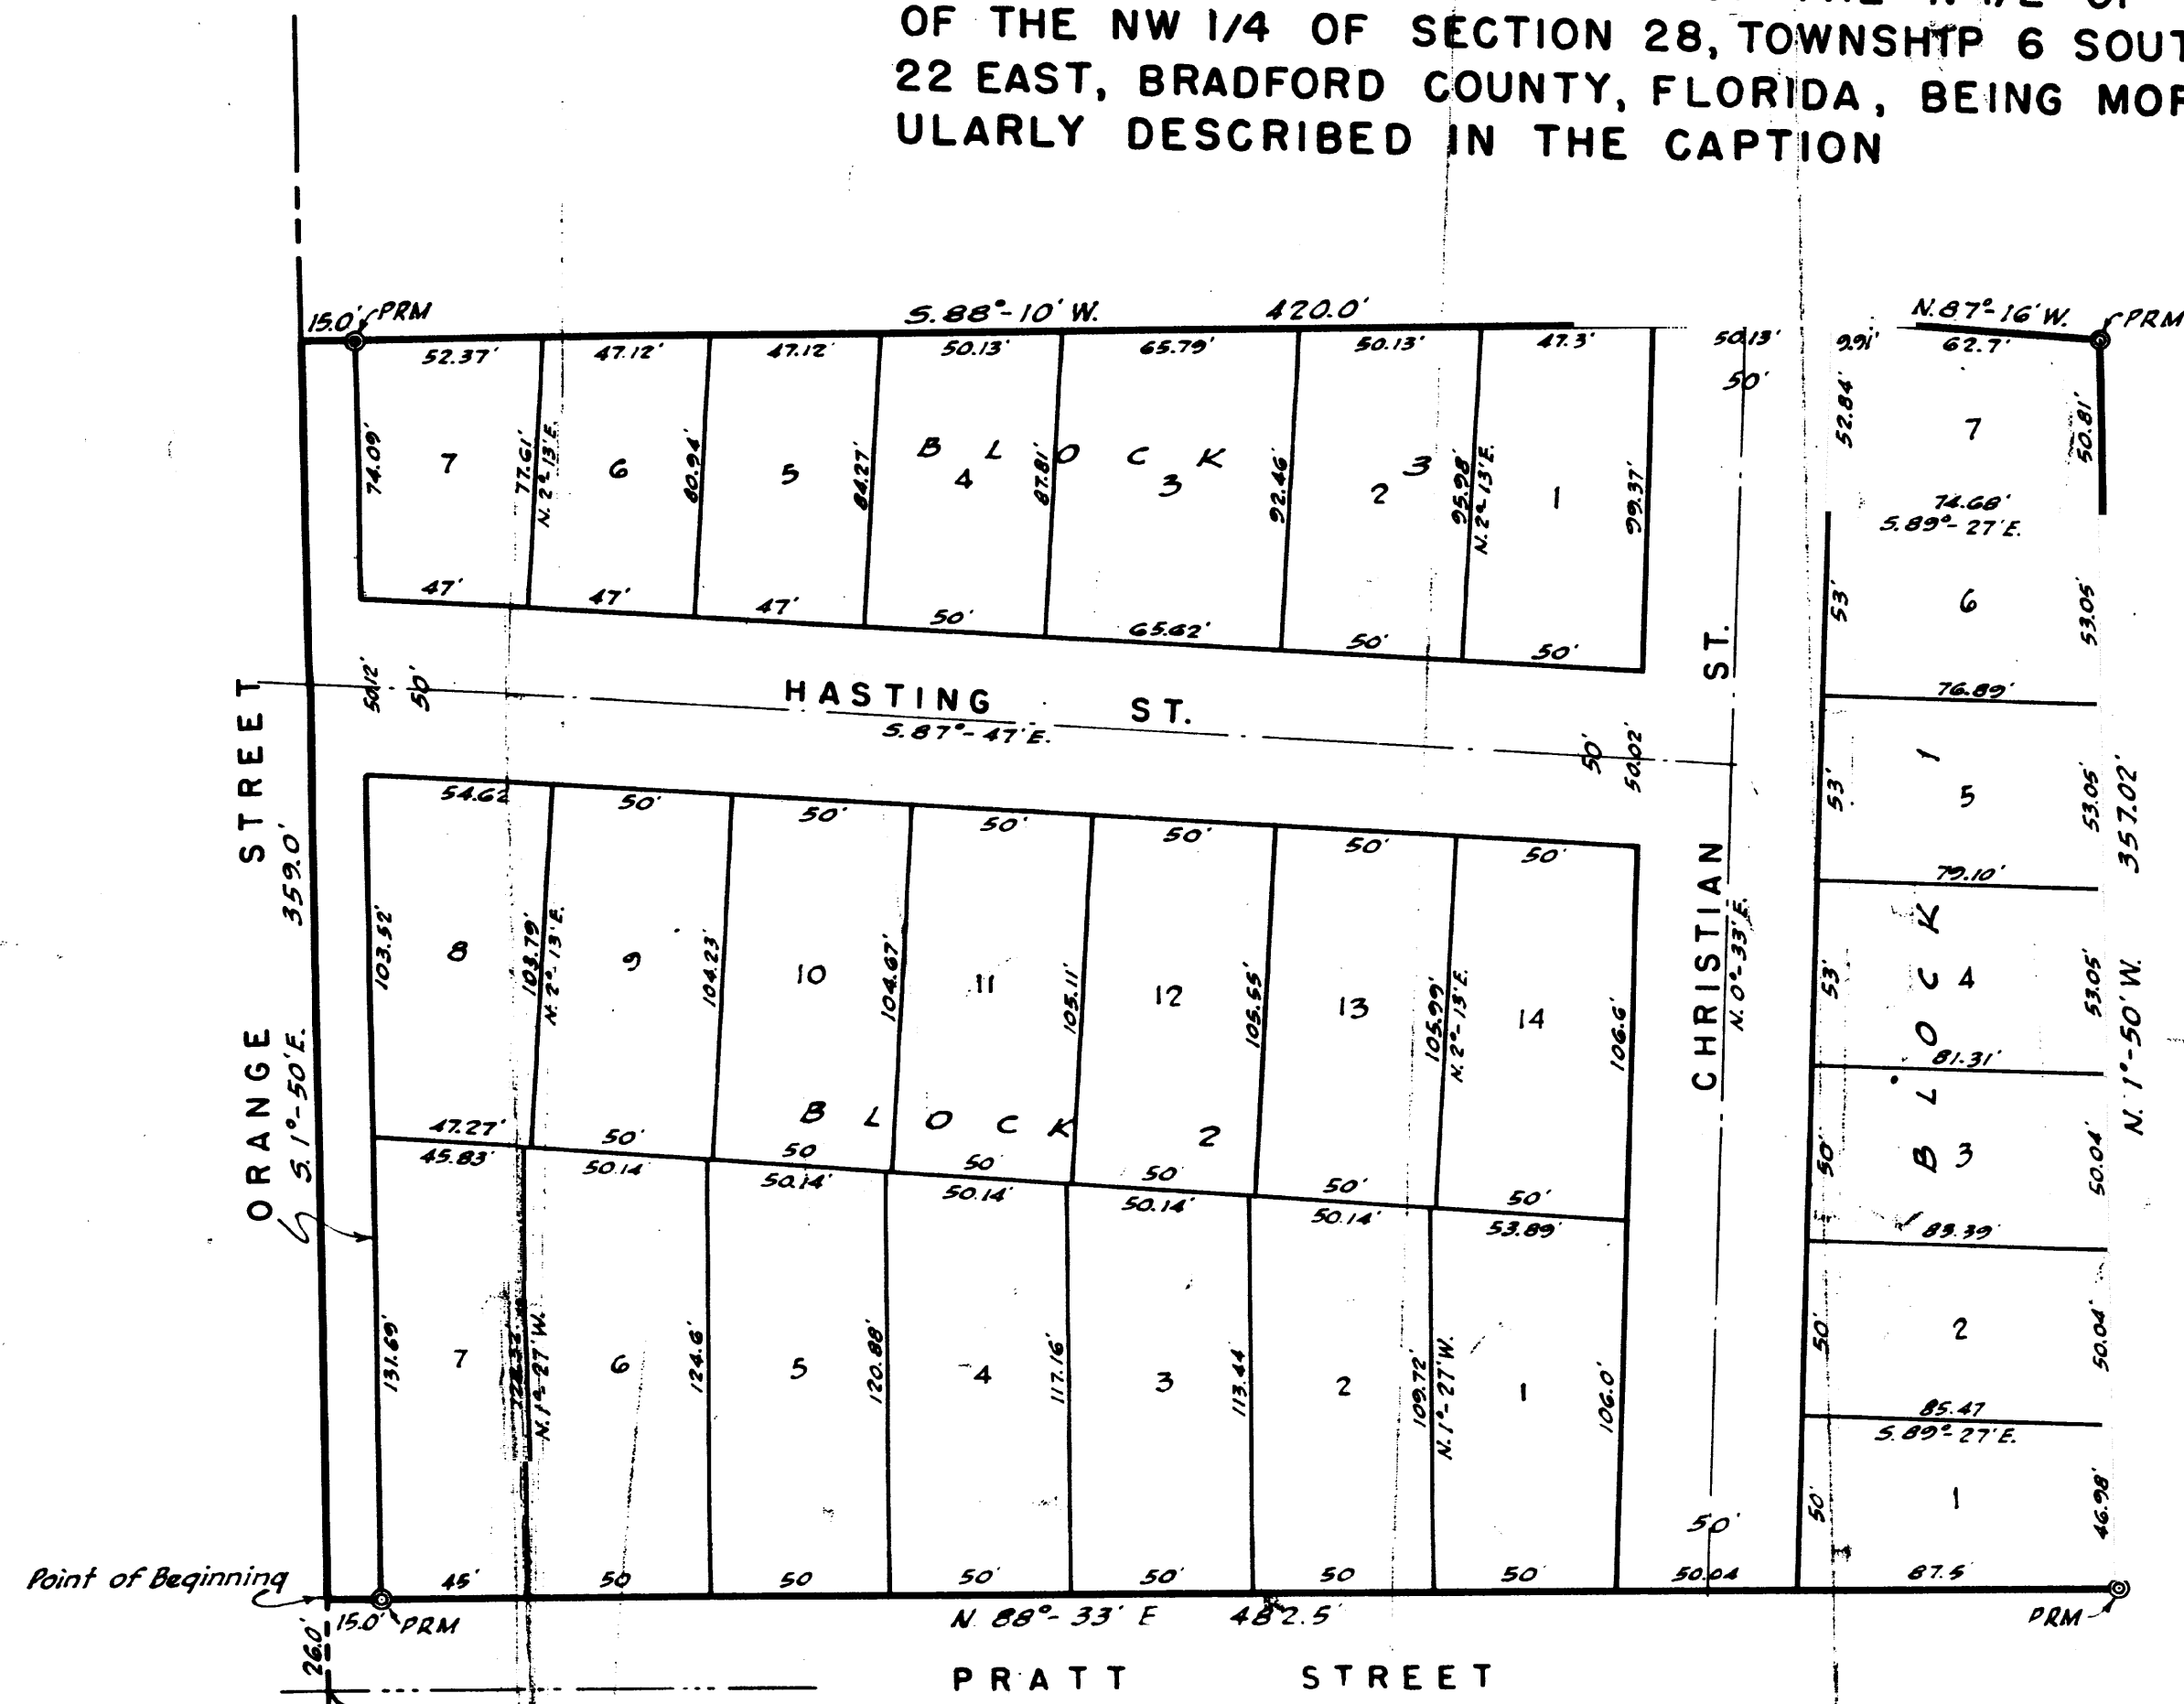 OF THE NW 1/4 OF SECTION 28, TOWNSHIP 6 SOUT
22 EAST, BRADFORD COUNTY, FLORIDA, BEING MOR
ULARLY DESCRIBED IN THE CAPTION
15.0' PRM
S. 88°-10' W. 420.0'
N. 87°-16' W.
PRM
52.37' 47.12' 47.12' 50.13' 65.79' 50.13' 47.3' 50.13' 9.91' 62.7'
50'
74.09' 7 77.61' N. 2°-13' E. 6 80.94' 5 84.27' 4 87.81' 3 92.46' 2 95.98' N. 2°-13' E. 1 99.37'
BLOCK 3
52.84' 7 50.81'
74.68'
S. 89°-27' E.
47' 47' 47' 50' 65.62' 50' 50'
53' 6 53.05'
76.89'
50.12' 50'
HASTING ST.
S. 87°-47' E.
50' 50.02'
53' 5 53.05'
79.10'
54.62 50' 50' 50' 50' 50' 50'
103.52' 8 103.79' N. 2°-13' E. 9 104.23' 10 104.67' 11 105.11' 12 105.55' 13 105.99' N. 2°-13' E. 14 106.6'
53' 4 53.05'
81.31'
BLOCK 2
47.27' 50' 50 50' 50 50' 50'
45.83' 50.14' 50.14' 50.14' 50.14' 50.14' 53.89'
50' 3 50.04'
83.39'
131.69' 7 N. 1°-27' W. 6 124.6' 5 120.88' 4 117.16' 3 113.44 2 109.72' N. 1°-27' W. 1 106.0'
50' 2 50.04'
85.47
S. 89°-27' E.
50' 1 46.98'
BLOCK 1
ORANGE STREET
S. 1°-50' E. 359.0'
CHRISTIAN ST.
N. 0°-33' E.
N. 1°-50' W. 357.02'
50'
45' 50 50 50' 50' 50 50' 50.04 87.5
Point of Beginning
15.0' PRM
N. 88°-33' E 482.5'
PRM
26.0'
PRATT STREET